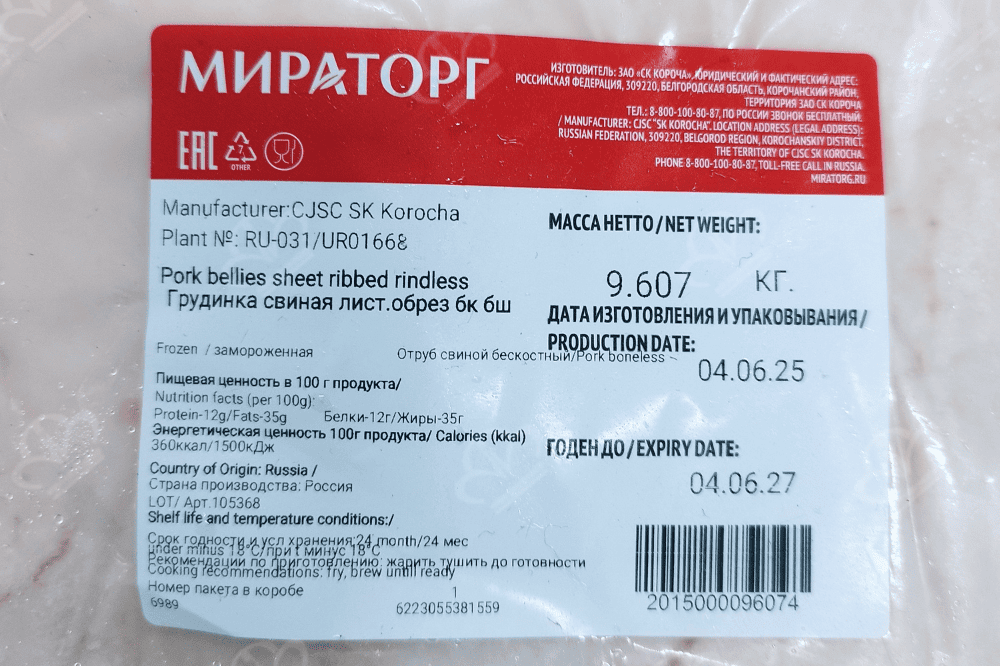 МИРАТОРГ
ИЗГОТОВИТЕЛЬ: ЗАО «СК КОРОЧА», ЮРИДИЧЕСКИЙ И ФАКТИЧЕСКИЙ АДРЕС:
РОССИЙСКАЯ ФЕДЕРАЦИЯ, 309220, БЕЛГОРОДСКАЯ ОБЛАСТЬ, КОРОЧАНСКИЙ РАЙОН,
ТЕРРИТОРИЯ ЗАО СК КОРОЧА
ТЕЛ.: 8-800-100-80-87, ПО РОССИИ ЗВОНОК БЕСПЛАТНЫЙ.
/ MANUFACTURER: CJSC "SK KOROCHA". LOCATION ADDRESS (LEGAL ADDRESS):
RUSSIAN FEDERATION, 309220, BELGOROD REGION, KOROCHANSKIY DISTRICT,
THE TERRITORY OF CJSC SK KOROCHA.
PHONE 8-800-100-80-87, TOLL-FREE CALL IN RUSSIA.
MIRATORG.RU
EAC
7
OTHER
Manufacturer:CJSC SK Korocha
Plant №: RU-031/UR01668
Pork bellies sheet ribbed rindless
Грудинка свиная лист.обрез бк бш
Frozen / замороженная
Отруб свиной бескостный/Pork boneless ~
Пищевая ценность в 100 г продукта/
Nutrition facts (per 100g):
Protein-12g/Fats-35g Белки-12г/Жиры-35г
Энергетическая ценность 100г продукта/ Calories (kkal)
360ккал/1500кДж
Country of Origin: Russia /
Страна производства: Россия
LOT/ Арт.105368
Shelf life and temperature conditions:/
Срок годности и усл хранения:24 month/24 мес
under minus 18°C/при t минус 18°C
Рекомендации по приготовлению: жарить тушить до готовности
Cooking recommendations: fry, brew untill ready
Номер пакета в коробе 1
6989 6223055381559
МАССА НЕТТО / NET WEIGHT:
9.607 КГ.
ДАТА ИЗГОТОВЛЕНИЯ И УПАКОВЫВАНИЯ /
PRODUCTION DATE:
04.06.25
ГОДЕН ДО / EXPIRY DATE:
04.06.27
2015000096074